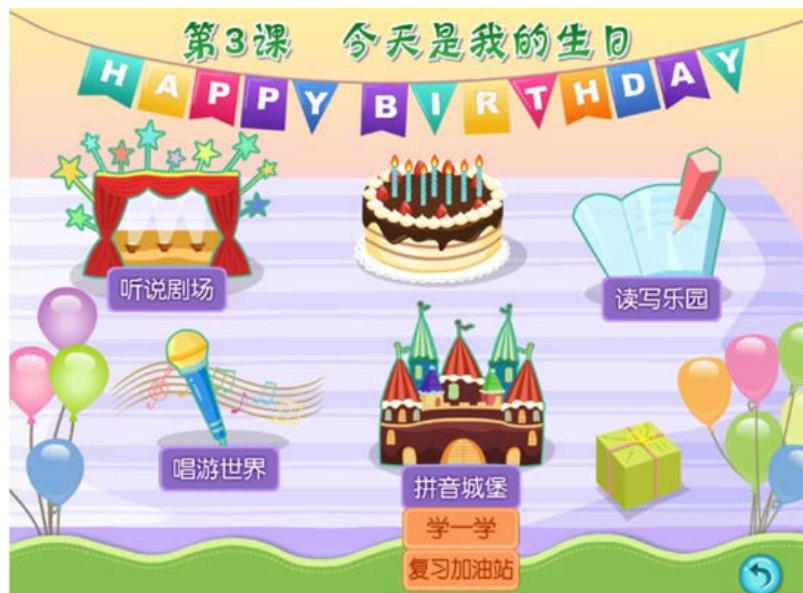 第3课 今天是我的生日
HAPPY BIRTHDAY
听说剧场
读写乐园
唱游世界
拼音城堡
学一学
复习加油站